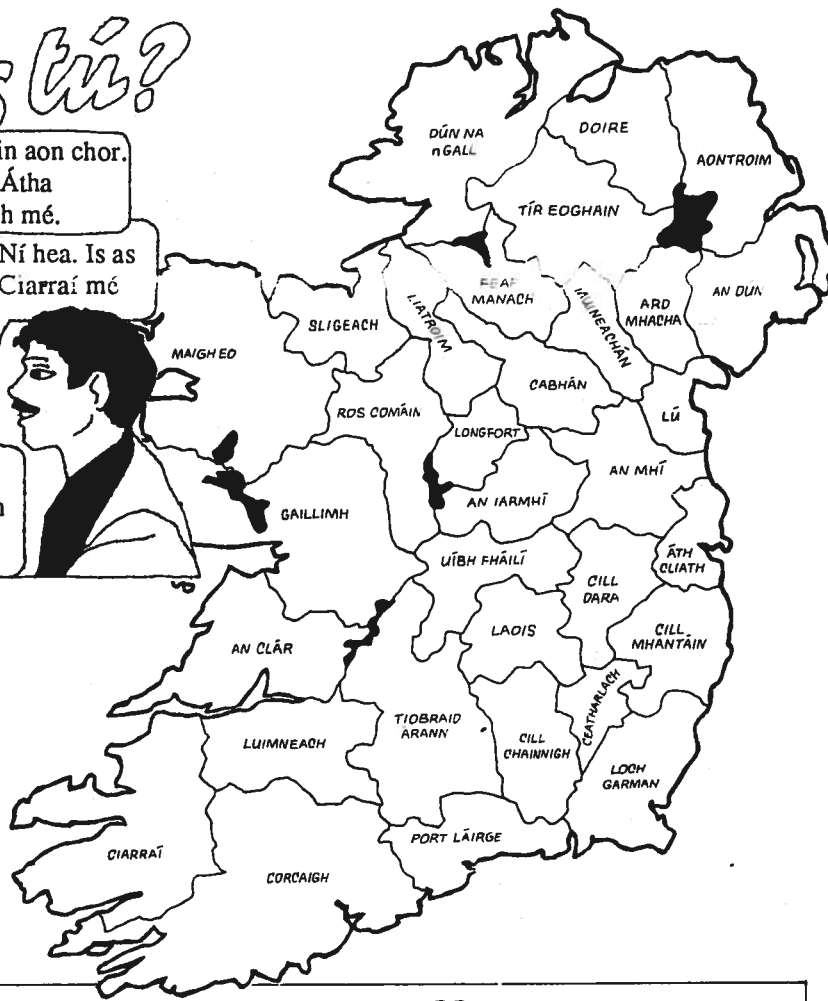 tú?
in aon chor.
Átha
h mé.
Ní hea. Is as
Ciarraí mé
DÚN NA
nGALL
DOIRE
AONTROIM
TÍR EOGHAIN
FEAR
MANACH
MUINEACHÁN
ARD
MHACHA
AN DÚN
SLIGEACH
LIATROIM
MAIGH EO
CABHÁN
LÚ
ROS COMÁIN
LONGFORT
AN MHÍ
AN IARMHÍ
GAILLIMH
UÍBH FHÁILÍ
ÁTH
CLIATH
CILL
DARA
LAOIS
CILL
MHANTÁIN
AN CLÁR
CEATHARLACH
TIOBRAID
ARANN
LUIMNEACH
CILL
CHAINNIGH
LOCH
GARMAN
CIARRAÍ
PORT LÁIRGE
CORCAIGH